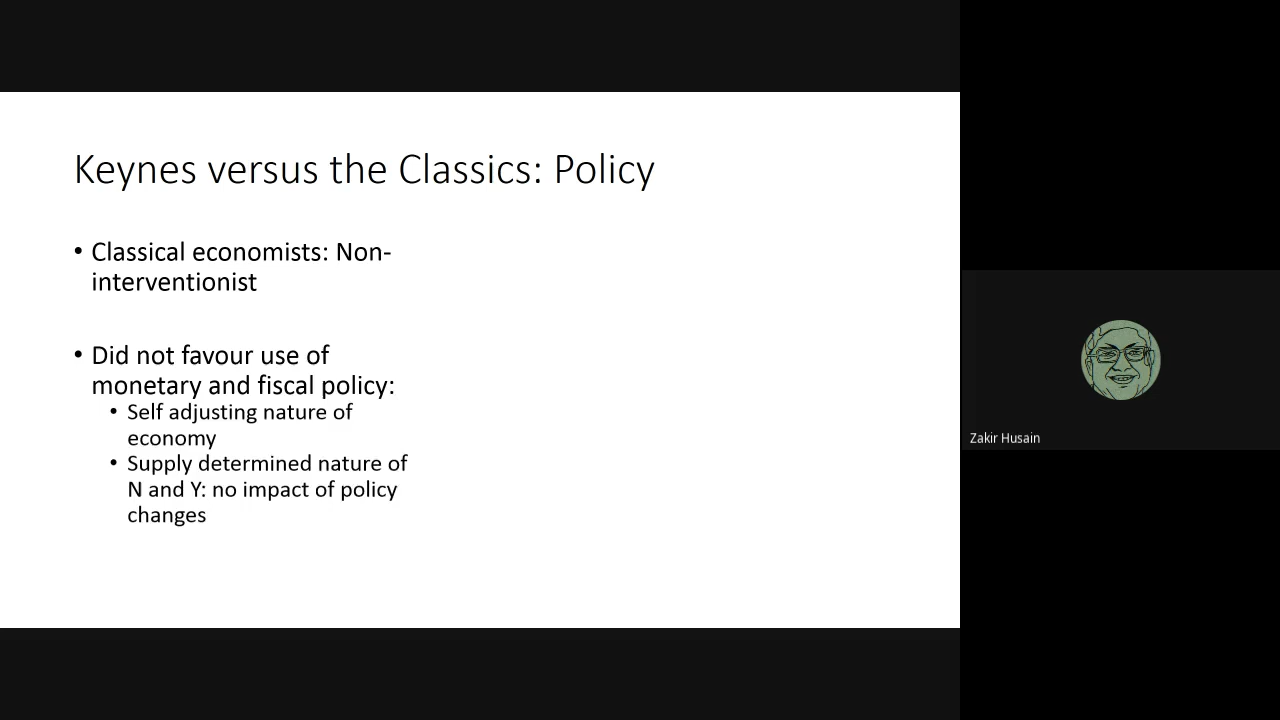 Keynes versus the Classics: Policy
• Classical economists: Non-
interventionist
• Did not favour use of
monetary and fiscal policy:
• Self adjusting nature of
economy
• Supply determined nature of
N and Y: no impact of policy
changes
Zakir Husain